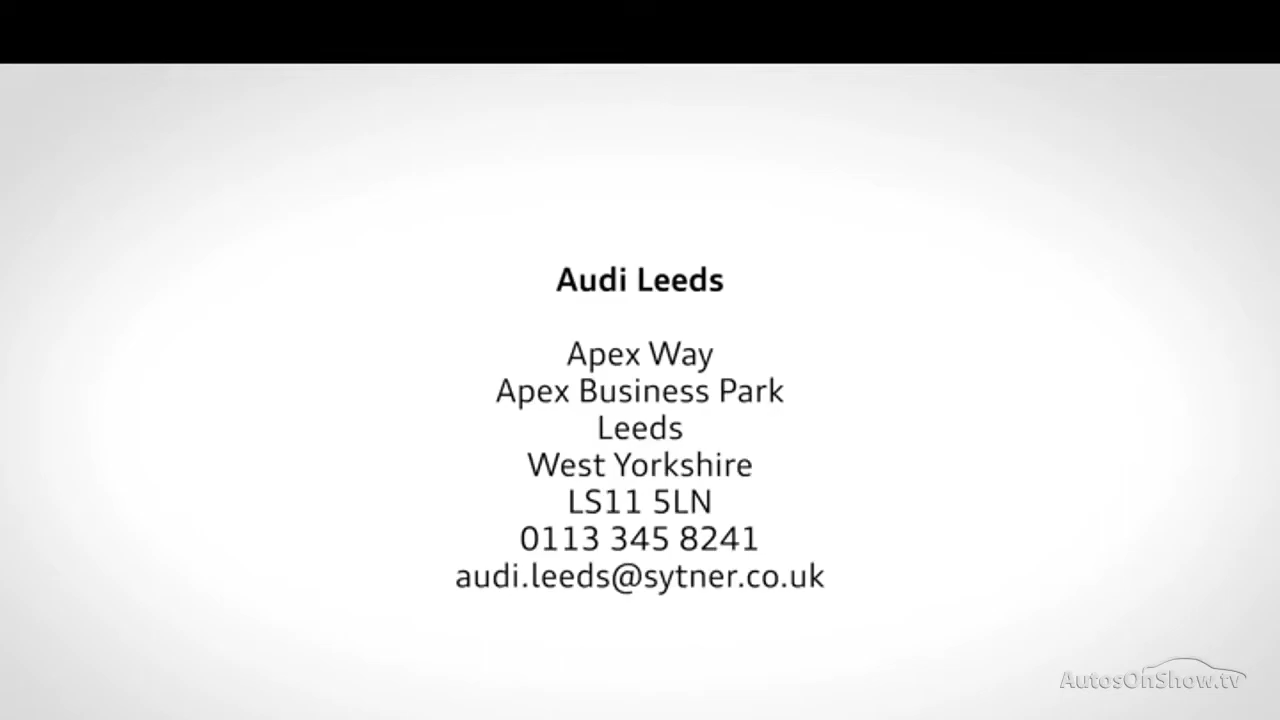 Audi Leeds
Apex Way
Apex Business Park
Leeds
West Yorkshire
LS11 5LN
0113 345 8241
audi.leeds@sytner.co.uk
AutosOnShow.tv